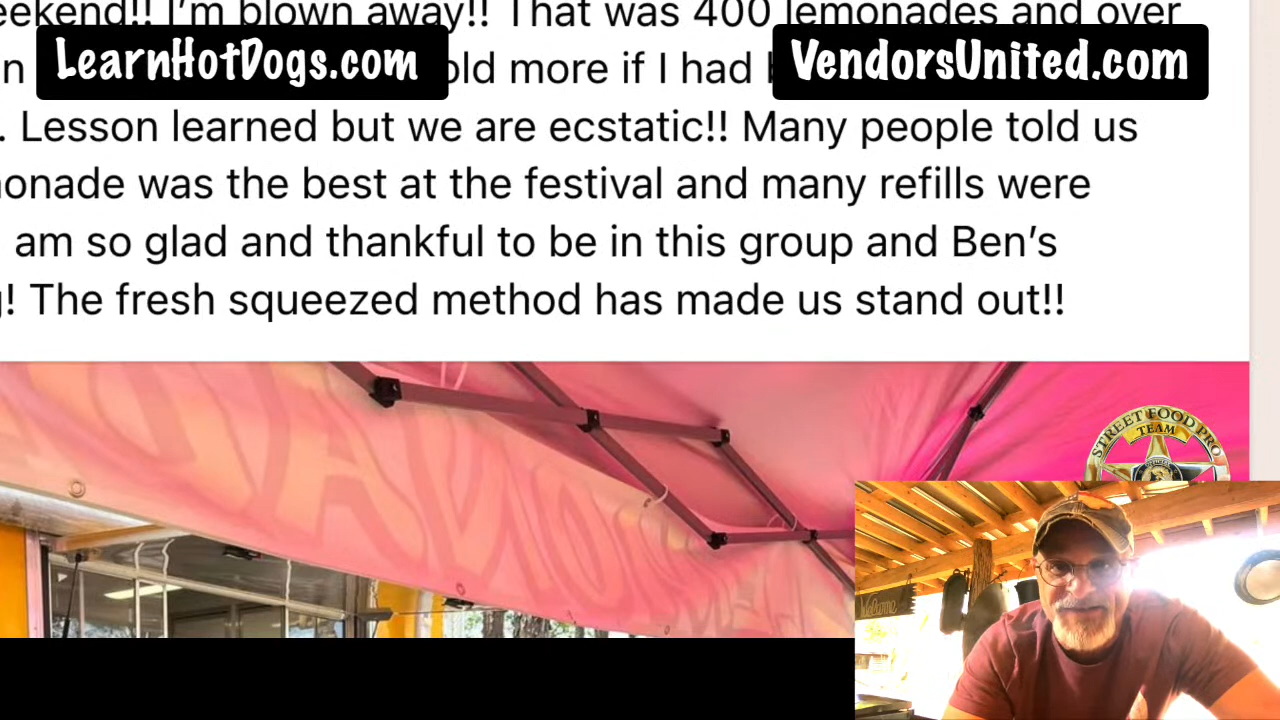 eekend!! I'm blown away!! That was 400 lemonades and over
n LearnHotDogs.com old more if I had VendorsUnited.com
. Lesson learned but we are ecstatic!! Many people told us
onade was the best at the festival and many refills were
am so glad and thankful to be in this group and Ben's
g! The fresh squeezed method has made us stand out!!
STREET FOOD PRO
TEAM
Welcome